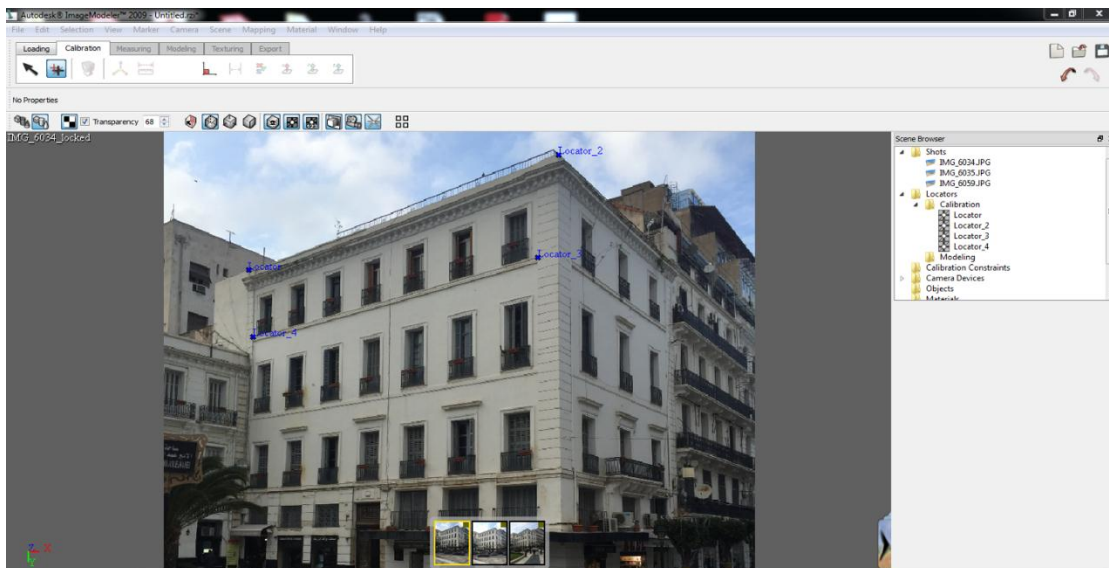 Autodesk® ImageModeler™ 2009 - Untitled.rzi*
File Edit Selection View Marker Camera Scene Mapping Material Window Help
Loading Calibration Measuring Modeling Texturing Expert
No Properties
Transparency 68
IMG_6034_locked
Locator_2
Locator_3
Locator
Locator_4
Z X
Y
Scene Browser
Shots
IMG_6034.JPG
IMG_6035.JPG
IMG_6059.JPG
Locators
Calibration
Locator
Locator_2
Locator_3
Locator_4
Modeling
Calibration Constraints
Camera Devices
Objects
Materials